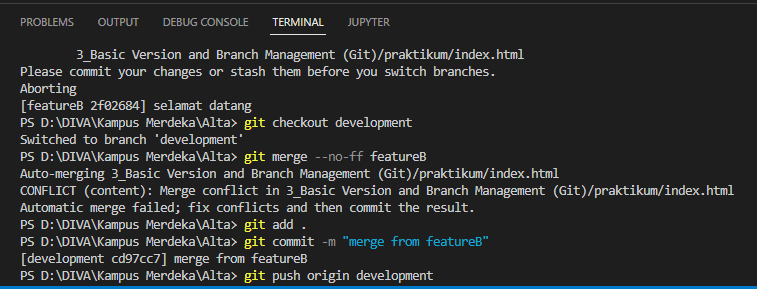 PROBLEMS OUTPUT DEBUG CONSOLE TERMINAL JUPYTER
3_Basic Version and Branch Management (Git)/praktikum/index.html
Please commit your changes or stash them before you switch branches.
Aborting
[featureB 2f02684] selamat datang
PS D:\DIVA\Kampus Merdeka\Alta> git checkout development
Switched to branch 'development'
PS D:\DIVA\Kampus Merdeka\Alta> git merge --no-ff featureB
Auto-merging 3_Basic Version and Branch Management (Git)/praktikum/index.html
CONFLICT (content): Merge conflict in 3_Basic Version and Branch Management (Git)/praktikum/index.html
Automatic merge failed; fix conflicts and then commit the result.
PS D:\DIVA\Kampus Merdeka\Alta> git add .
PS D:\DIVA\Kampus Merdeka\Alta> git commit -m "merge from featureB"
[development cd97cc7] merge from featureB
PS D:\DIVA\Kampus Merdeka\Alta> git push origin development